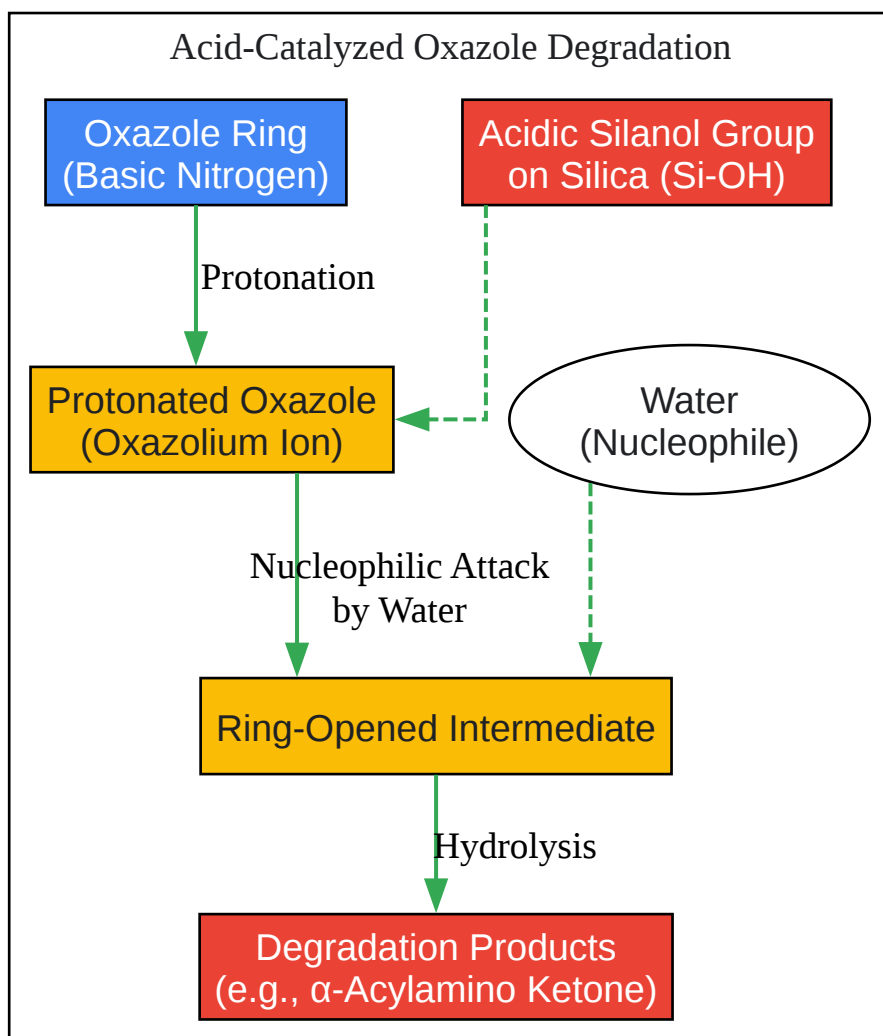 Acid-Catalyzed Oxazole Degradation
Oxazole Ring
(Basic Nitrogen)
Acidic Silanol Group
on Silica (Si-OH)
Protonation
Protonated Oxazole
(Oxazolium Ion)
Water
(Nucleophile)
Nucleophilic Attack
by Water
Ring-Opened Intermediate
Hydrolysis
Degradation Products
(e.g., α-Acylamino Ketone)